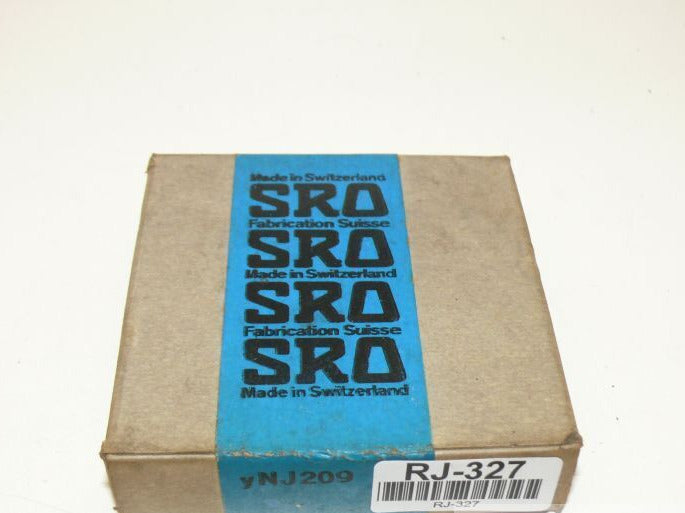 Made in Switzerland
SRO
Fabrication Suisse
SRO
Made in Switzerland
SRO
Fabrication Suisse
SRO
Made in Switzerland
yNJ209
RJ-327
RJ-327